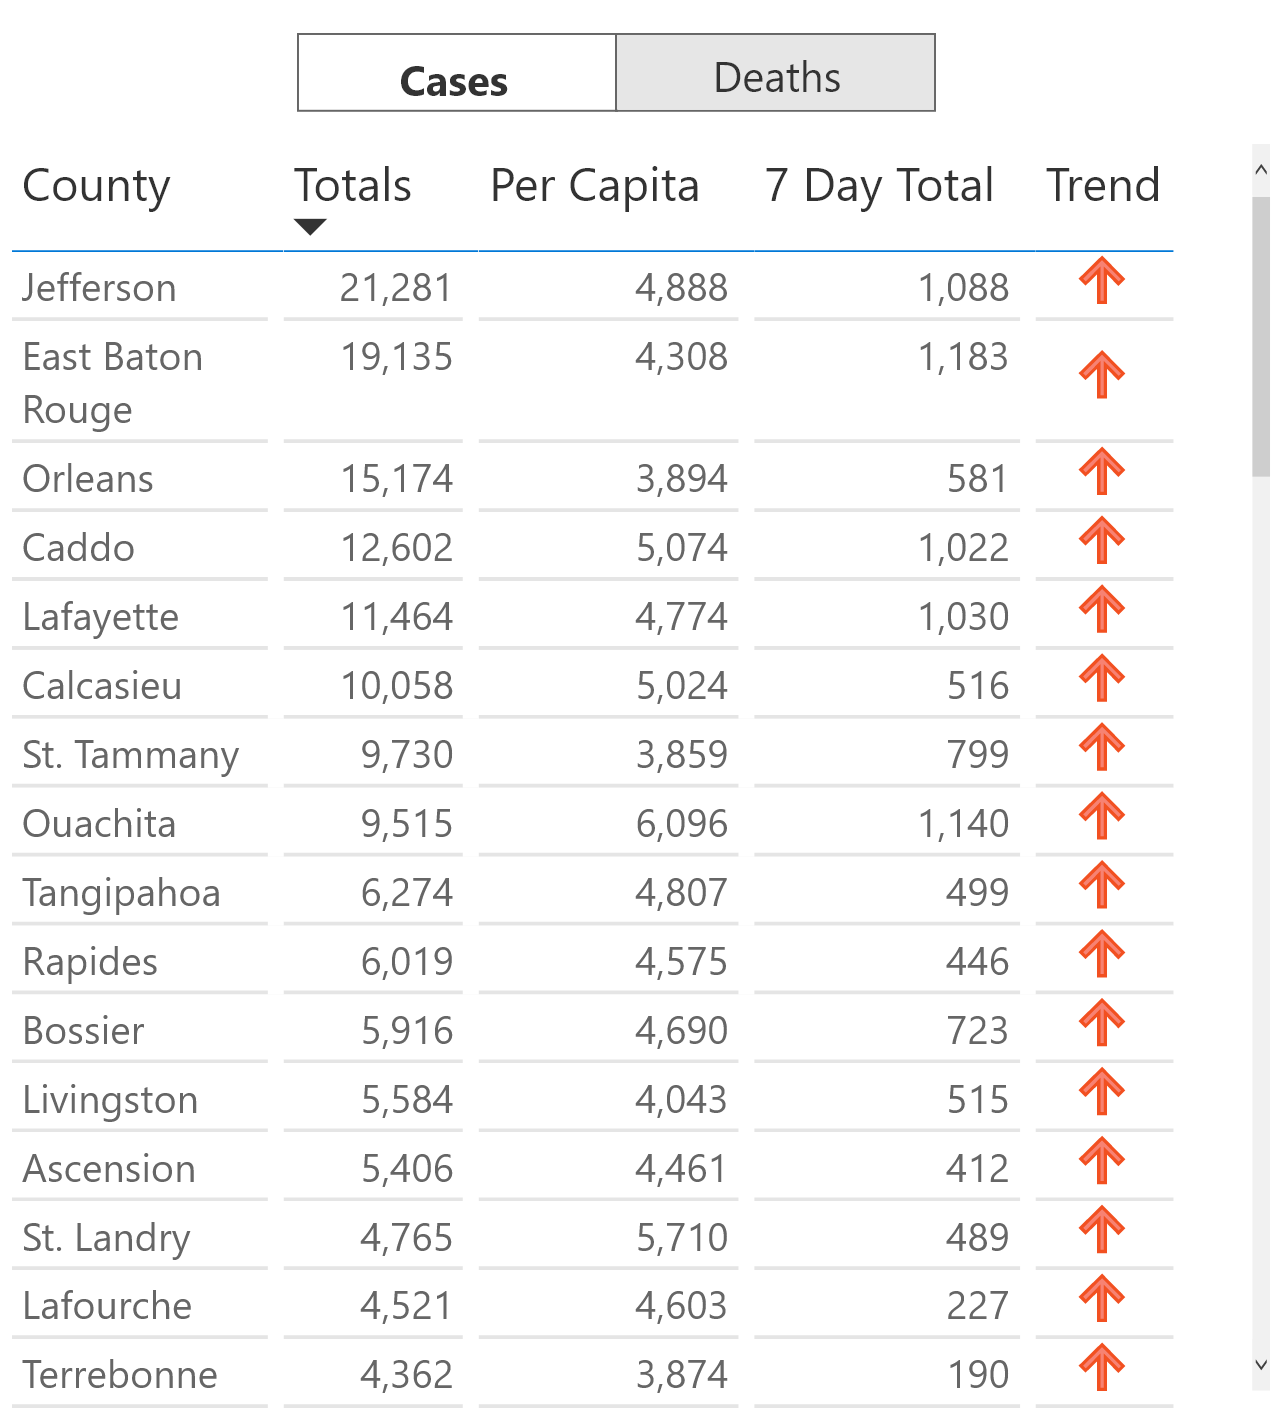 Cases Deaths
County Totals Per Capita 7 Day Total Trend
Jefferson 21,281 4,888 1,088
East Baton 19,135 4,308 1,183
Rouge
Orleans 15,174 3,894 581
Caddo 12,602 5,074 1,022
Lafayette 11,464 4,774 1,030
Calcasieu 10,058 5,024 516
St. Tammany 9,730 3,859 799
Ouachita 9,515 6,096 1,140
Tangipahoa 6,274 4,807 499
Rapides 6,019 4,575 446
Bossier 5,916 4,690 723
Livingston 5,584 4,043 515
Ascension 5,406 4,461 412
St. Landry 4,765 5,710 489
Lafourche 4,521 4,603 227
Terrebonne 4,362 3,874 190